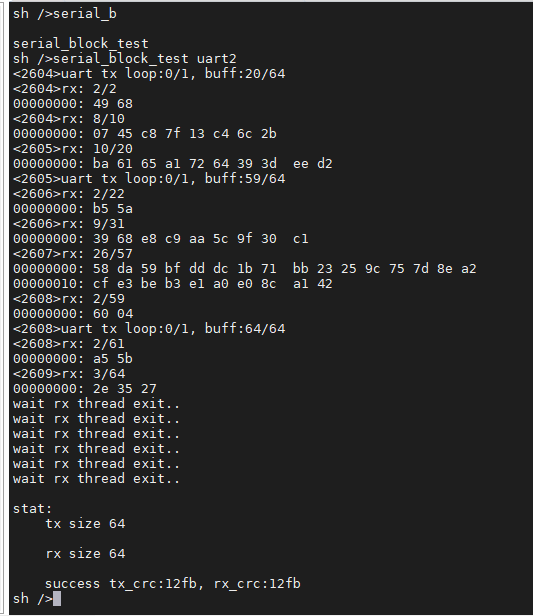 sh />serial_b
serial_block_test
sh />serial_block_test uart2
<2604>uart tx loop:0/1, buff:20/64
<2604>rx: 2/2
00000000: 49 68
<2604>rx: 8/10
00000000: 07 45 c8 7f 13 c4 6c 2b
<2605>rx: 10/20
00000000: ba 61 65 a1 72 64 39 3d  ee d2
<2605>uart tx loop:0/1, buff:59/64
<2606>rx: 2/22
00000000: b5 5a
<2606>rx: 9/31
00000000: 39 68 e8 c9 aa 5c 9f 30  c1
<2607>rx: 26/57
00000000: 58 da 59 bf dd dc 1b 71  bb 23 25 9c 75 7d 8e a2
00000010: cf e3 be b3 e1 a0 e0 8c  a1 42
<2608>rx: 2/59
00000000: 60 04
<2608>uart tx loop:0/1, buff:64/64
<2608>rx: 2/61
00000000: a5 5b
<2609>rx: 3/64
00000000: 2e 35 27
wait rx thread exit..
wait rx thread exit..
wait rx thread exit..
wait rx thread exit..
wait rx thread exit..
wait rx thread exit..
stat:
    tx size 64
    rx size 64
    success tx_crc:12fb, rx_crc:12fb
sh />